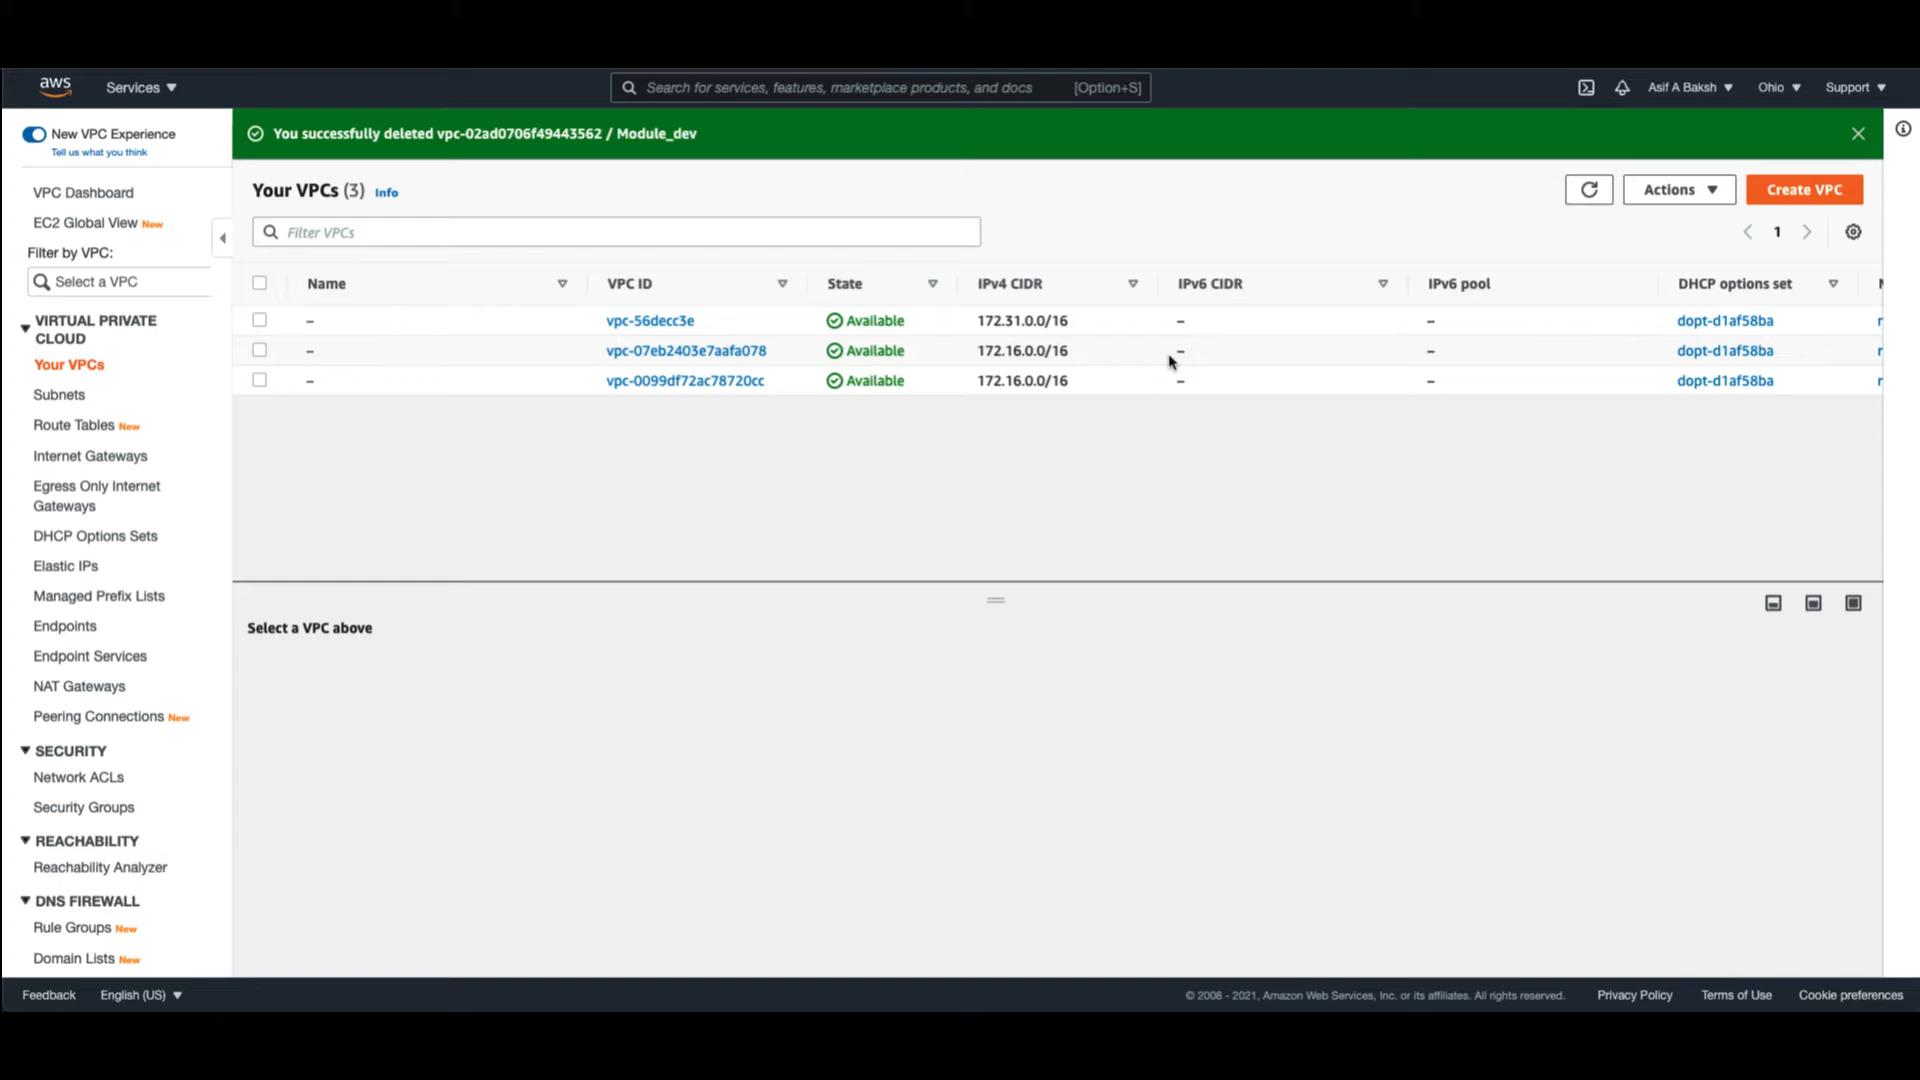 aws
Services
Search for services, features, marketplace products, and docs
[Option+S]
Asif A Baksh
Ohio
Support
New VPC Experience
Tell us what you think
VPC Dashboard
EC2 Global View New
Filter by VPC:
Select a VPC
VIRTUAL PRIVATE
CLOUD
Your VPCs
Subnets
Route Tables New
Internet Gateways
Egress Only Internet
Gateways
DHCP Options Sets
Elastic IPs
Managed Prefix Lists
Endpoints
Endpoint Services
NAT Gateways
Peering Connections New
SECURITY
Network ACLs
Security Groups
REACHABILITY
Reachability Analyzer
DNS FIREWALL
Rule Groups New
Domain Lists New
You successfully deleted vpc-02ad0706f49443562 / Module_dev
Your VPCs (3) Info
Actions
Create VPC
Filter VPCs
1
Name VPC ID State IPv4 CIDR IPv6 CIDR IPv6 pool DHCP options set
– vpc-56decc3e Available 172.31.0.0/16 – – dopt-d1af58ba
– vpc-07eb2403e7aafa078 Available 172.16.0.0/16 – – dopt-d1af58ba
– vpc-0099df72ac78720cc Available 172.16.0.0/16 – – dopt-d1af58ba
Select a VPC above
Feedback
English (US)
© 2008 - 2021, Amazon Web Services, Inc. or its affiliates. All rights reserved.
Privacy Policy
Terms of Use
Cookie preferences